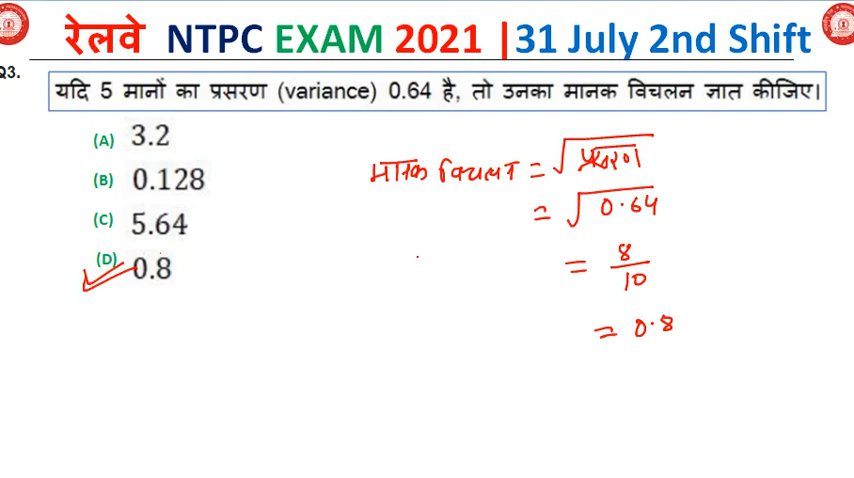 रेलवे NTPC EXAM 2021 |31 July 2nd Shift
Q3.
यदि 5 मानों का प्रसरण (variance) 0.64 है, तो उनका मानक विचलन ज्ञात कीजिए।
(A) 3.2
(B) 0.128
(C) 5.64
(D) 0.8
मानक विचलन = √प्रसरण
= √0.64
= 8/10
= 0.8